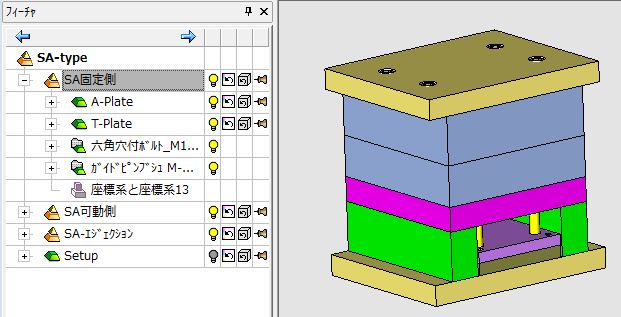 フィーチャ
SA-type
SA固定側
A-Plate
T-Plate
六角穴付ボルト_M1...
ガイドピンブシュ M-...
座標系と座標13
SA可動側
SA-エジェクション
Setup